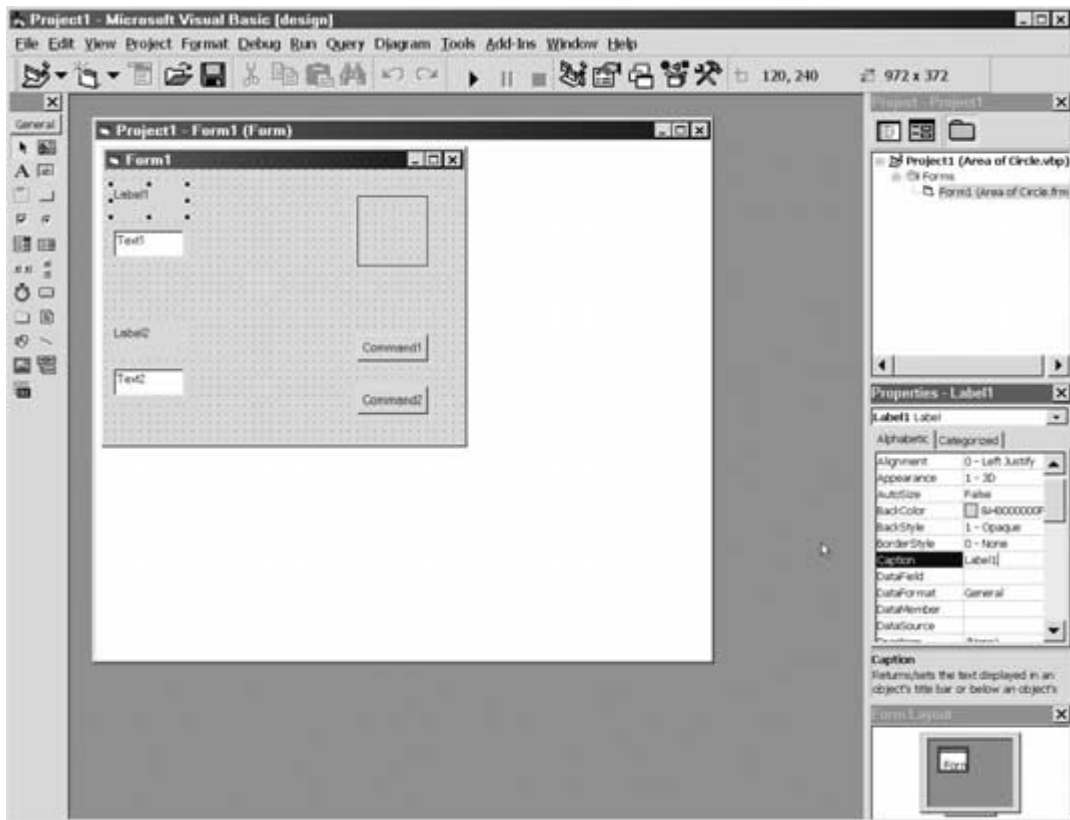 Project1 - Microsoft Visual Basic [design]
File Edit View Project Format Debug Run Query Diagram Tools Add-Ins Window Help
120, 240
972 x 372
General
Project1 - Form1 (Form)
Form1
Label1
Text1
Label2
Text2
Command1
Command2
Project - Project1
Project1 (Area of Circle.vbp)
Forms
Form1 (Area of Circle.frm
Properties - Label1
Label1 Label
Alphabetic Categorized
Alignment 0 - Left Justify
Appearance 1 - 3D
AutoSize False
BackColor &H8000000F
BackStyle 1 - Opaque
BorderStyle 0 - None
Caption Label1
DataField
DataFormat General
DataMember
DataSource
Caption
Returns/sets the text displayed in an
object's title bar or below an object's
Form Layout
Form